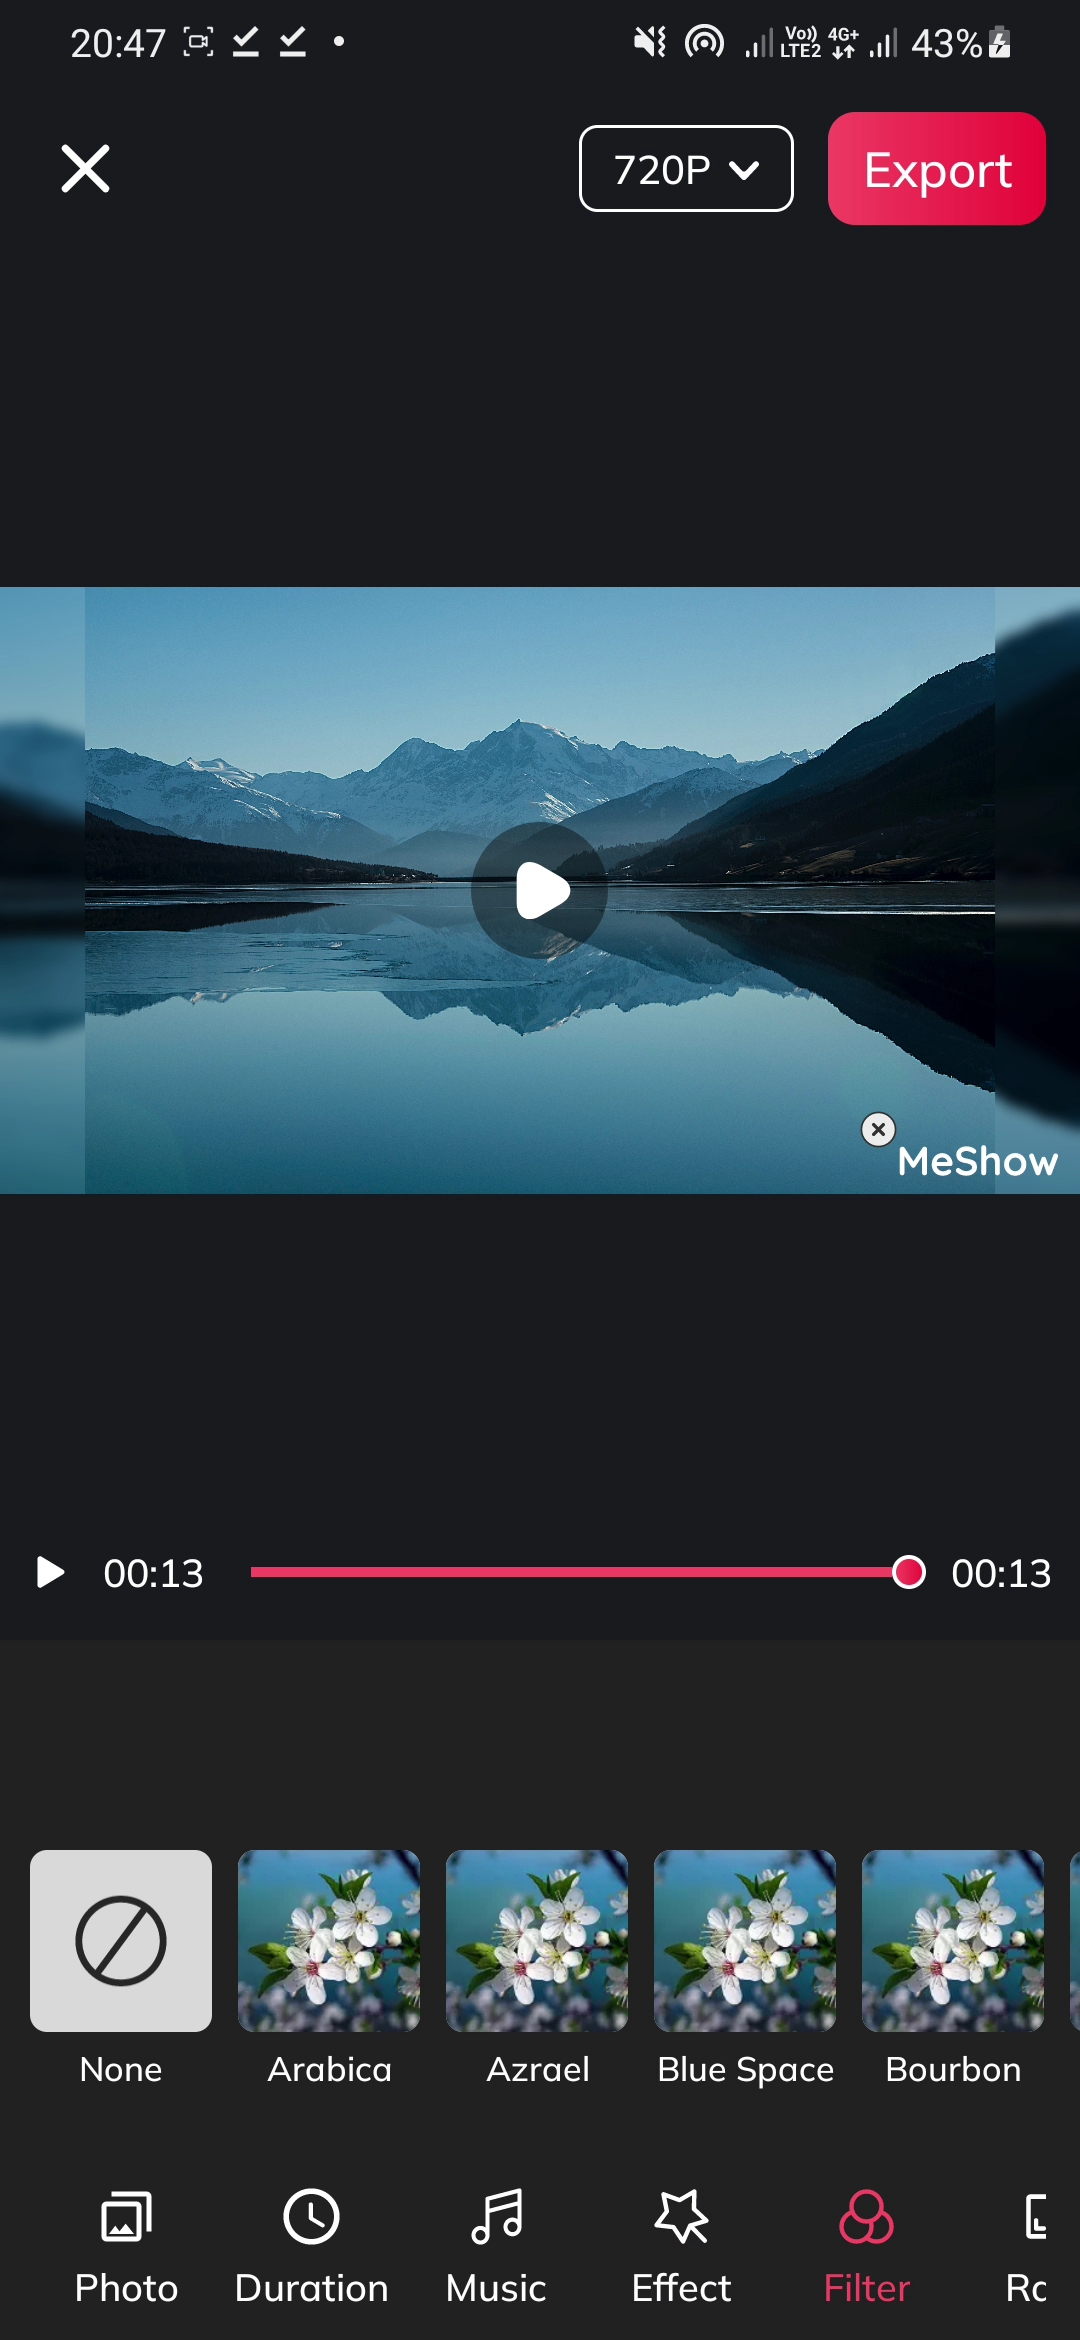 20:47 Vo)) LTE2 4G+ 43%
720P Export
MeShow
00:13 00:13
None Arabica Azrael Blue Space Bourbon
Photo Duration Music Effect Filter